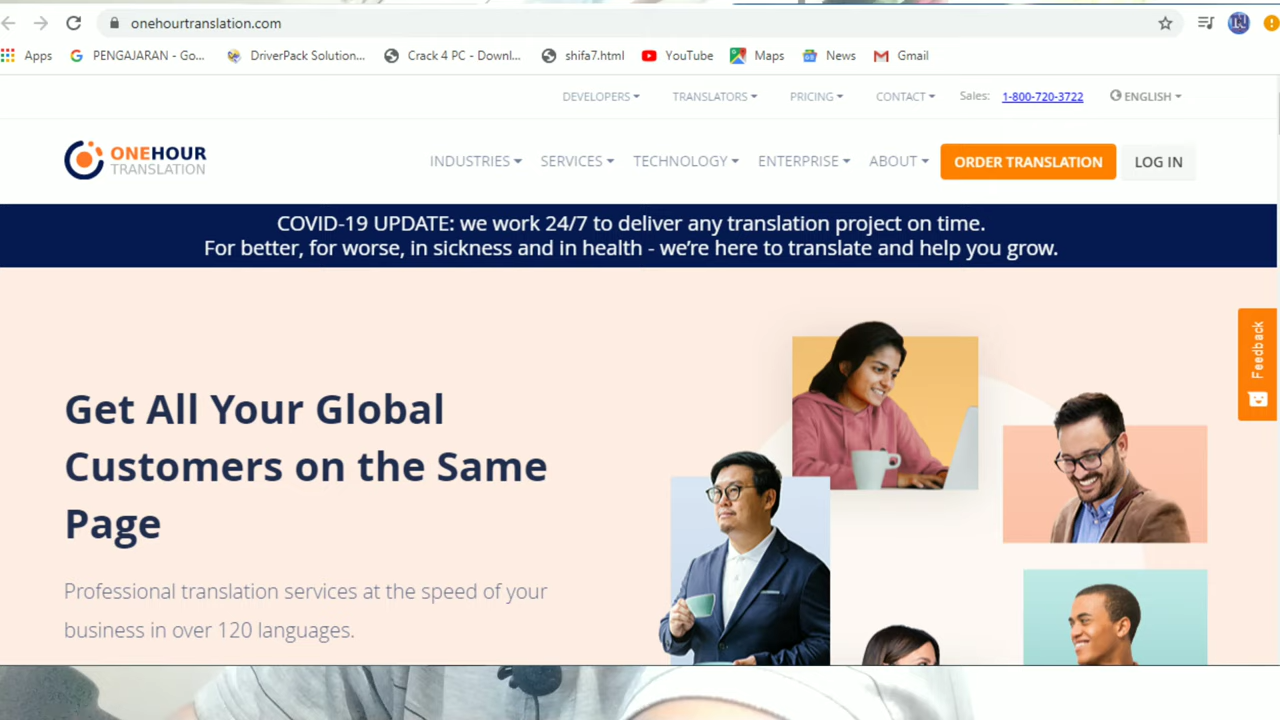 onehourtranslation.com
Apps PENGAJARAN - Go... DriverPack Solution... Crack 4 PC - Downl... shifa7.html YouTube Maps News Gmail
DEVELOPERS TRANSLATORS PRICING CONTACT Sales: 1-800-720-3722 ENGLISH
ONEHOUR
TRANSLATION
INDUSTRIES SERVICES TECHNOLOGY ENTERPRISE ABOUT ORDER TRANSLATION LOG IN
COVID-19 UPDATE: we work 24/7 to deliver any translation project on time.
For better, for worse, in sickness and in health - we’re here to translate and help you grow.
Feedback
Get All Your Global
Customers on the Same
Page
Professional translation services at the speed of your
business in over 120 languages.